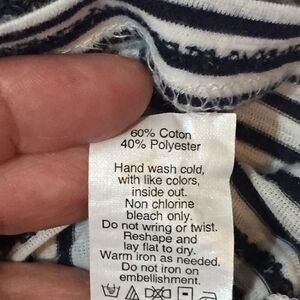 60% Coton
40% Polyester
Hand wash cold,
with like colors,
inside out.
Non chlorine
bleach only.
Do not wring or twist.
Reshape and
lay flat to dry.
Warm iron as needed.
Do not iron on
embellishment.